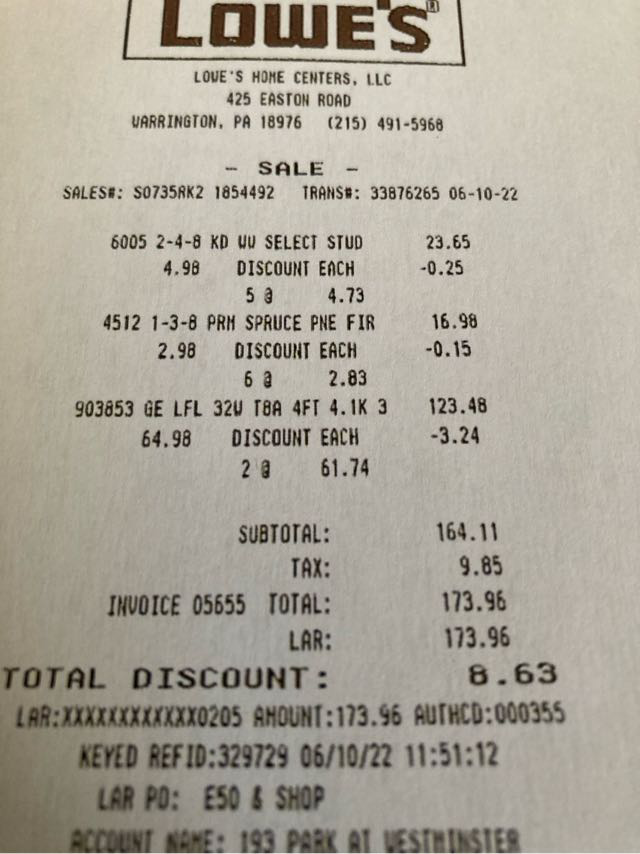 LOWE'S®
LOWE'S HOME CENTERS, LLC
425 EASTON ROAD
WARRINGTON, PA 18976 (215) 491-5968
- SALE -
SALES#: S0735RK2 1854492 TRANS#: 33876265 06-10-22
6005 2-4-8 KD WW SELECT STUD 23.65
4.98 DISCOUNT EACH -0.25
5 @ 4.73
4512 1-3-8 PRM SPRUCE PNE FIR 16.98
2.98 DISCOUNT EACH -0.15
6 @ 2.83
903853 GE LFL 32W T8A 4FT 4.1K 3 123.48
64.98 DISCOUNT EACH -3.24
2 @ 61.74
SUBTOTAL: 164.11
TAX: 9.85
INVOICE 05655 TOTAL: 173.96
LAR: 173.96
TOTAL DISCOUNT: 8.63
LAR:XXXXXXXXXXXX0205 AMOUNT:173.96 AUTHCD:000355
KEYED REFID:329729 06/10/22 11:51:12
LAR PO: E50 & SHOP
ACCOUNT NAME: 193 PARK AT WESTMINSTER